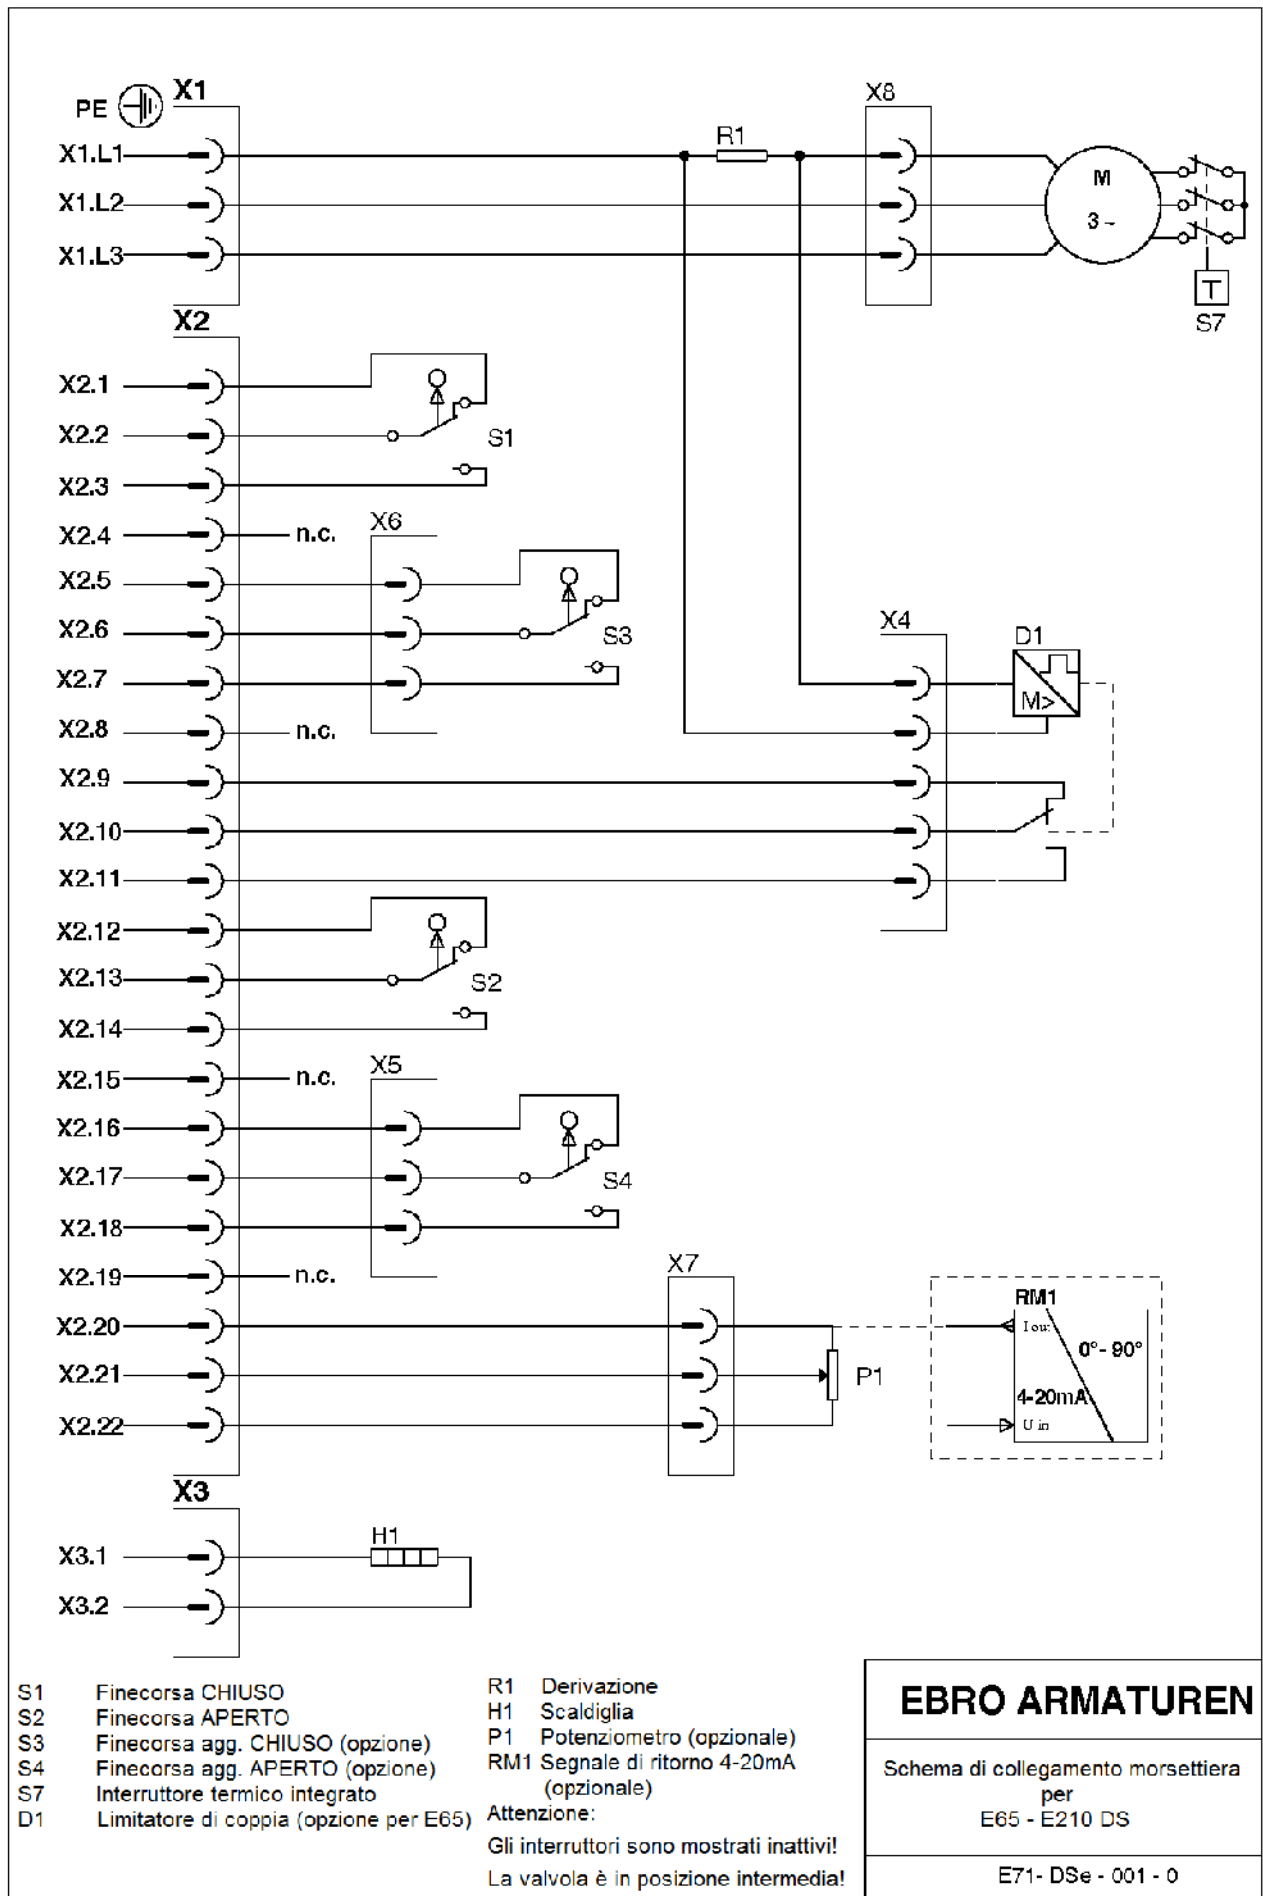 X1
PE
X8
R1
X1.L1
X1.L2
X1.L3
M
3 ~
T
S7
X2
X2.1
X2.2
S1
X2.3
X2.4
n.c.
X6
X2.5
X2.6
S3
X2.7
X4
D1
M>
X2.8
n.c.
X2.9
X2.10
X2.11
X2.12
X2.13
S2
X2.14
X2.15
n.c.
X5
X2.16
X2.17
S4
X2.18
X2.19
n.c.
X7
X2.20
RM1
I out
0°- 90°
X2.21
P1
4-20mA
X2.22
U in
X3
X3.1
H1
X3.2
S1 Finecorsa CHIUSO
S2 Finecorsa APERTO
S3 Finecorsa agg. CHIUSO (opzione)
S4 Finecorsa agg. APERTO (opzione)
S7 Interruttore termico integrato
D1 Limitatore di coppia (opzione per E65)
R1 Derivazione
H1 Scaldiglia
P1 Potenziometro (opzionale)
RM1 Segnale di ritorno 4-20mA
(opzionale)
Attenzione:
Gli interruttori sono mostrati inattivi!
La valvola è in posizione intermedia!
EBRO ARMATUREN
Schema di collegamento morsettiera
per
E65 - E210 DS
E71- DSe - 001 - 0